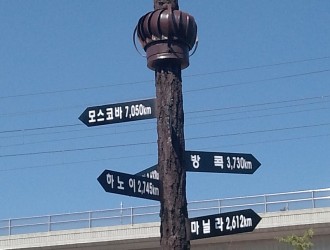 모스코바 7,050km
방 콕 3,730km
하 노 이 2,745km
마 닐 라 2,612km